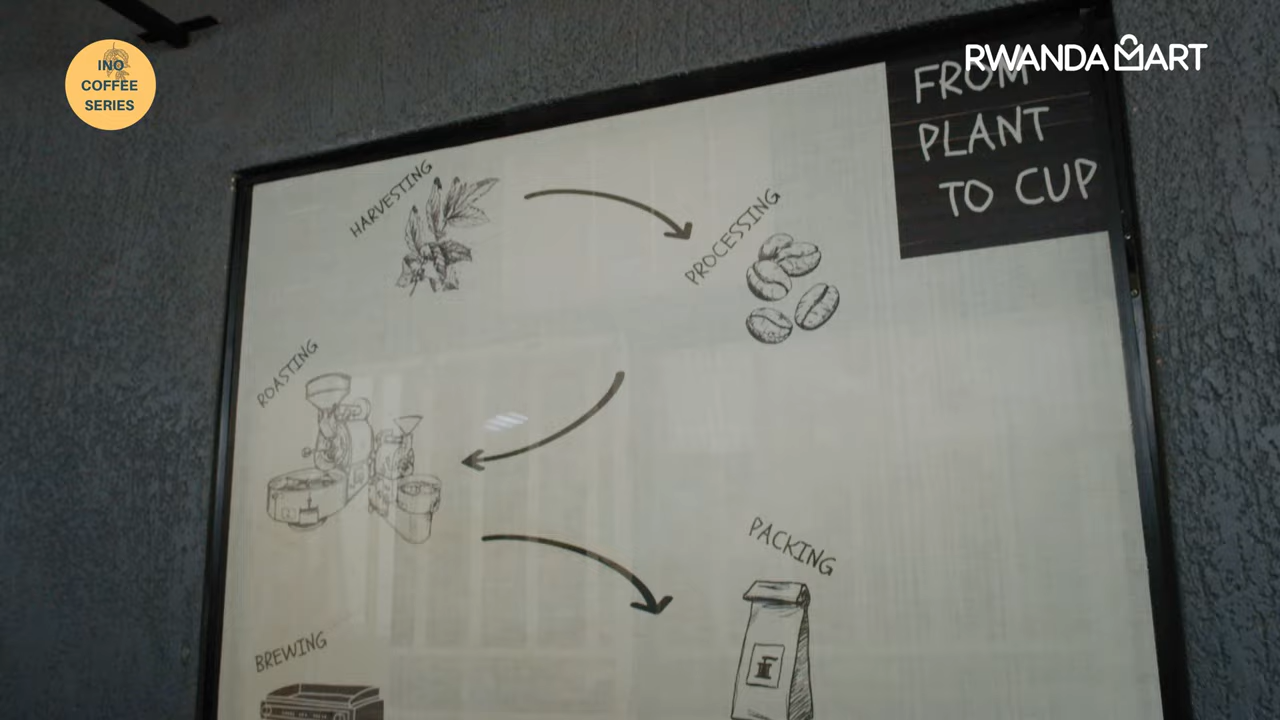 INO
COFFEE
SERIES
RWANDA MART
FROM
PLANT
TO CUP
HARVESTING
PROCESSING
ROASTING
PACKING
BREWING